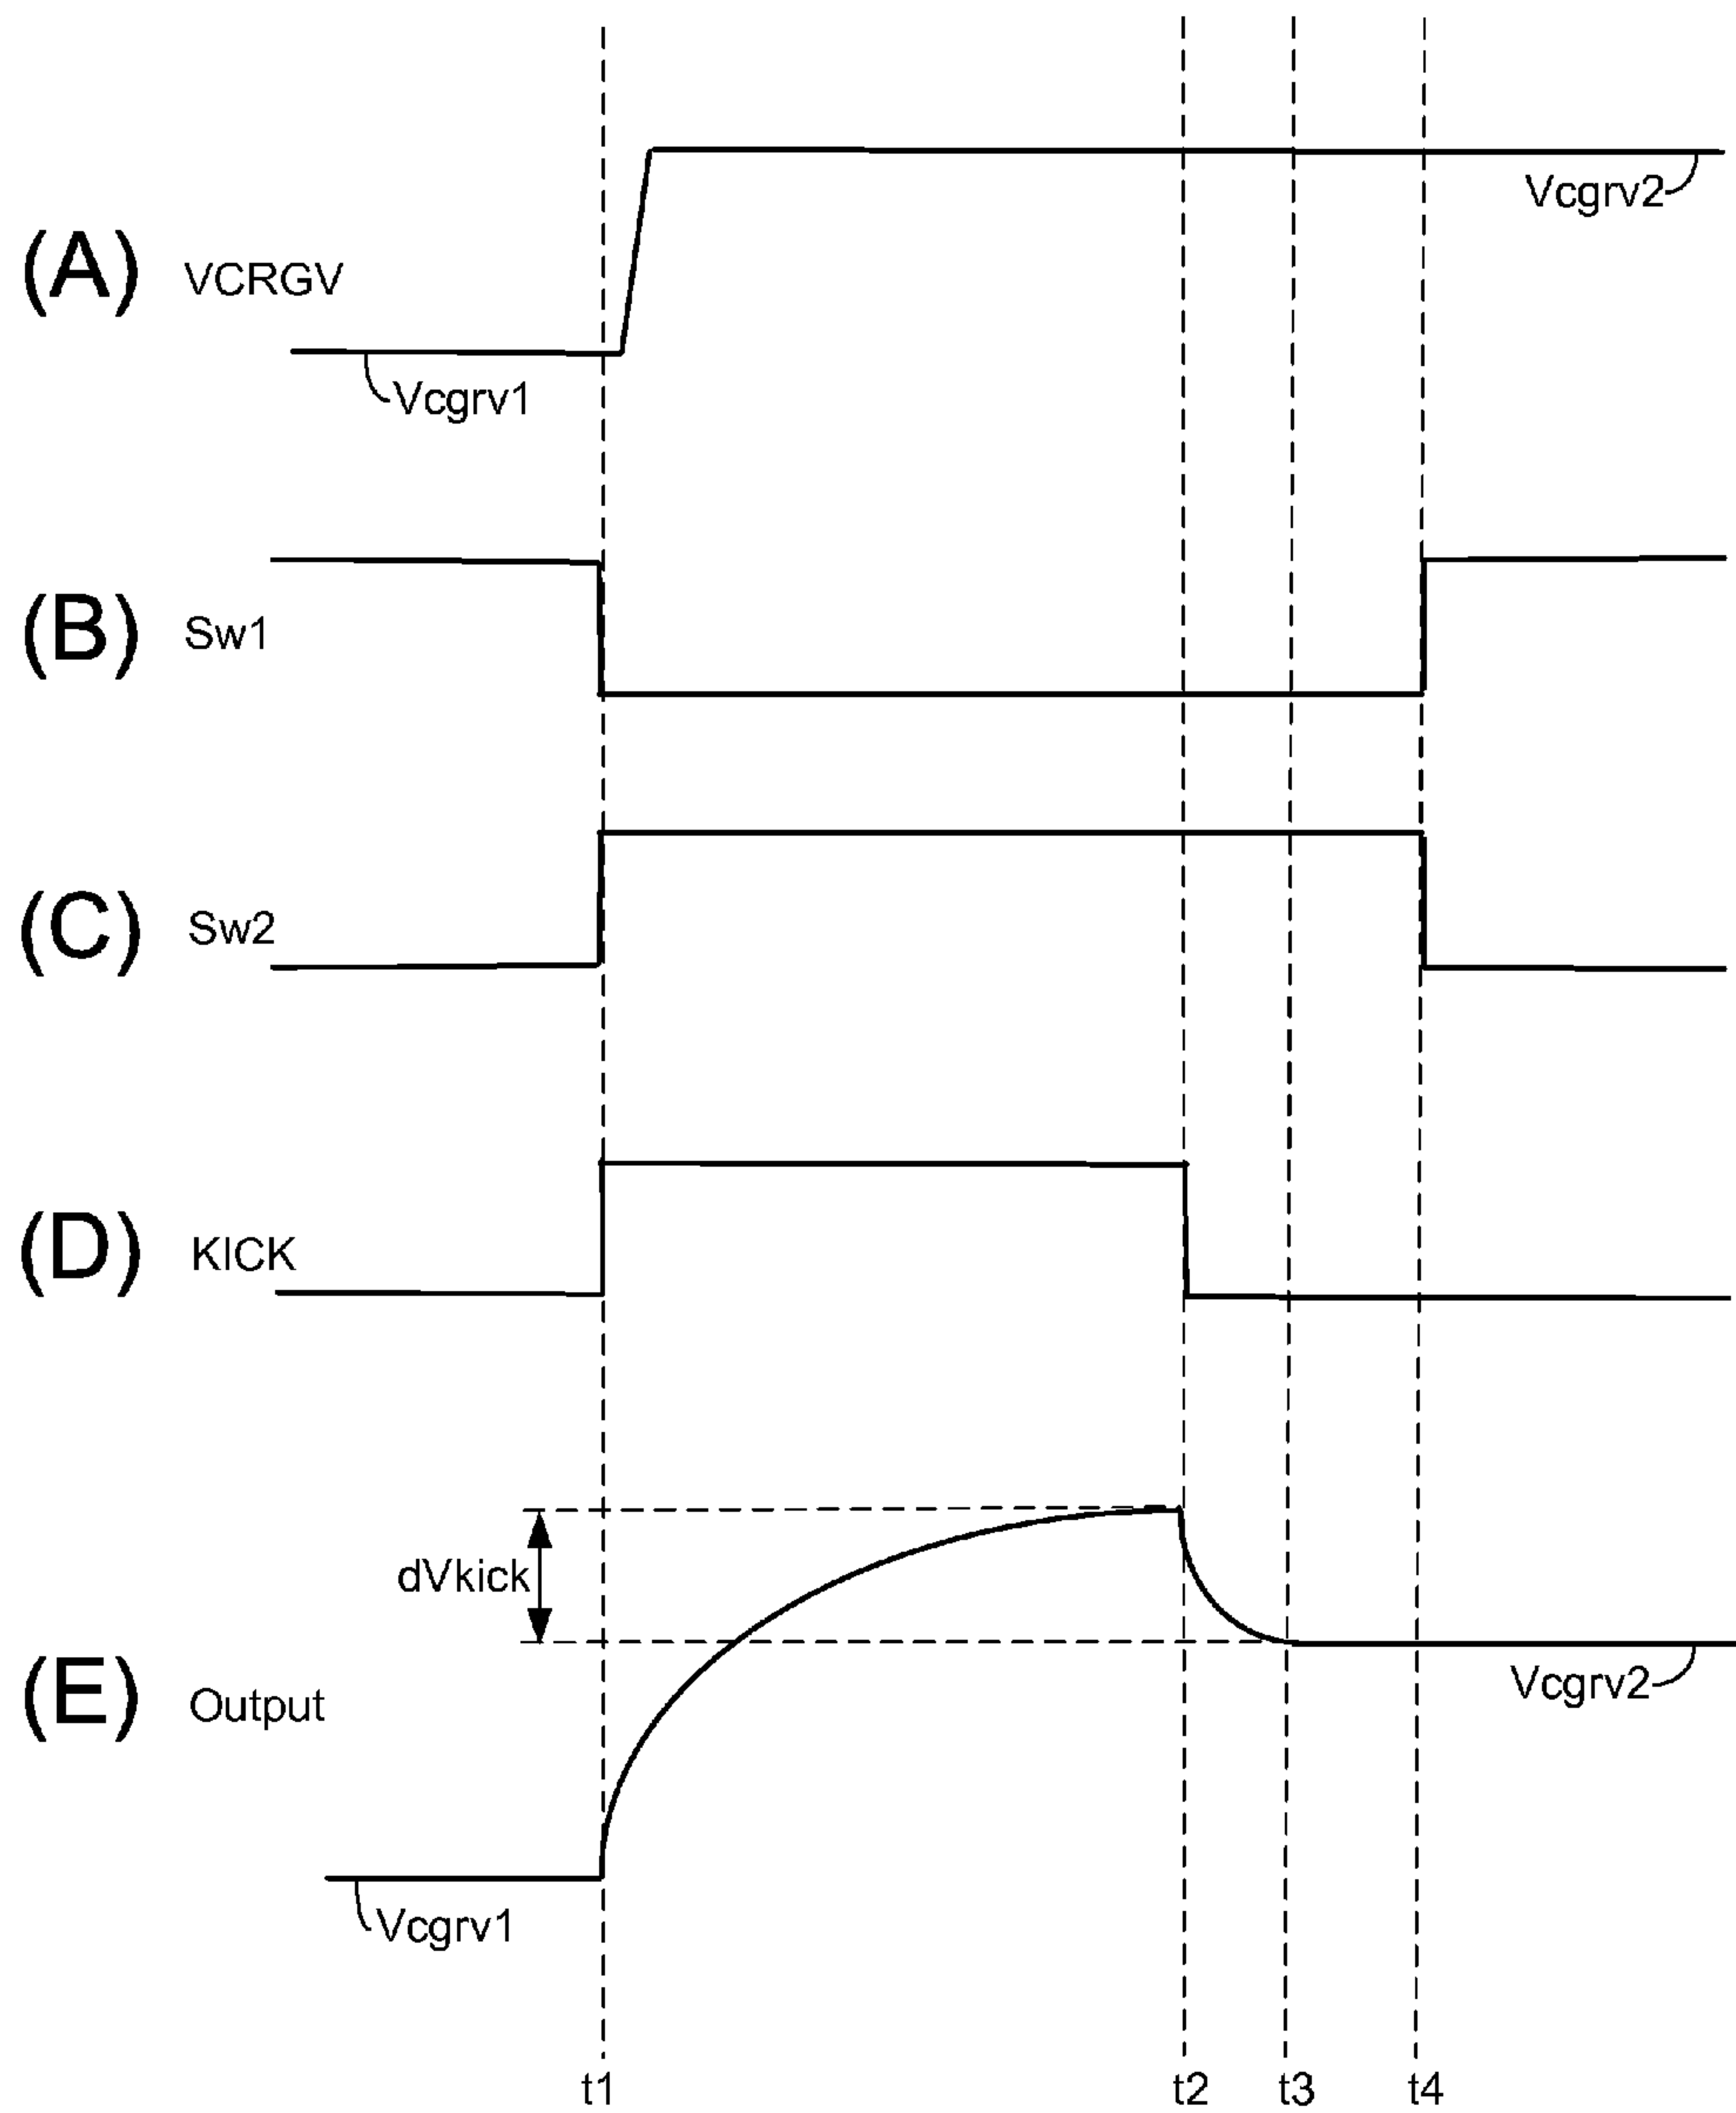 (A) VCRGV
Vcgrv2
Vcgrv1
(B) Sw1
(C) Sw2
(D) KICK
dVkick
(E) Output
Vcgrv2
Vcgrv1
t1 t2 t3 t4